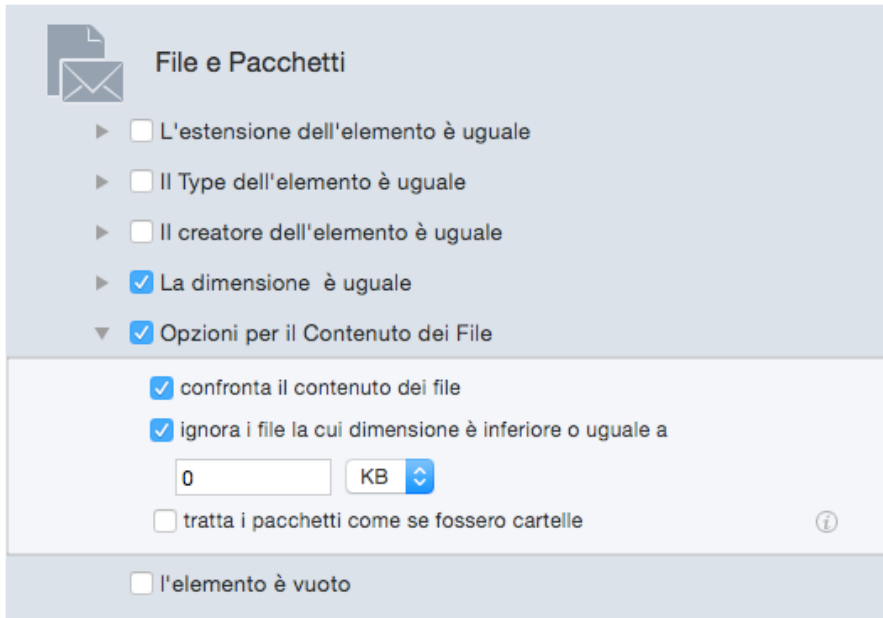 File e Pacchetti
L'estensione dell'elemento è uguale
Il Type dell'elemento è uguale
Il creatore dell'elemento è uguale
La dimensione  è uguale
Opzioni per il Contenuto dei File
confronta il contenuto dei file
ignora i file la cui dimensione è inferiore o uguale a
0 KB
tratta i pacchetti come se fossero cartelle
l'elemento è vuoto